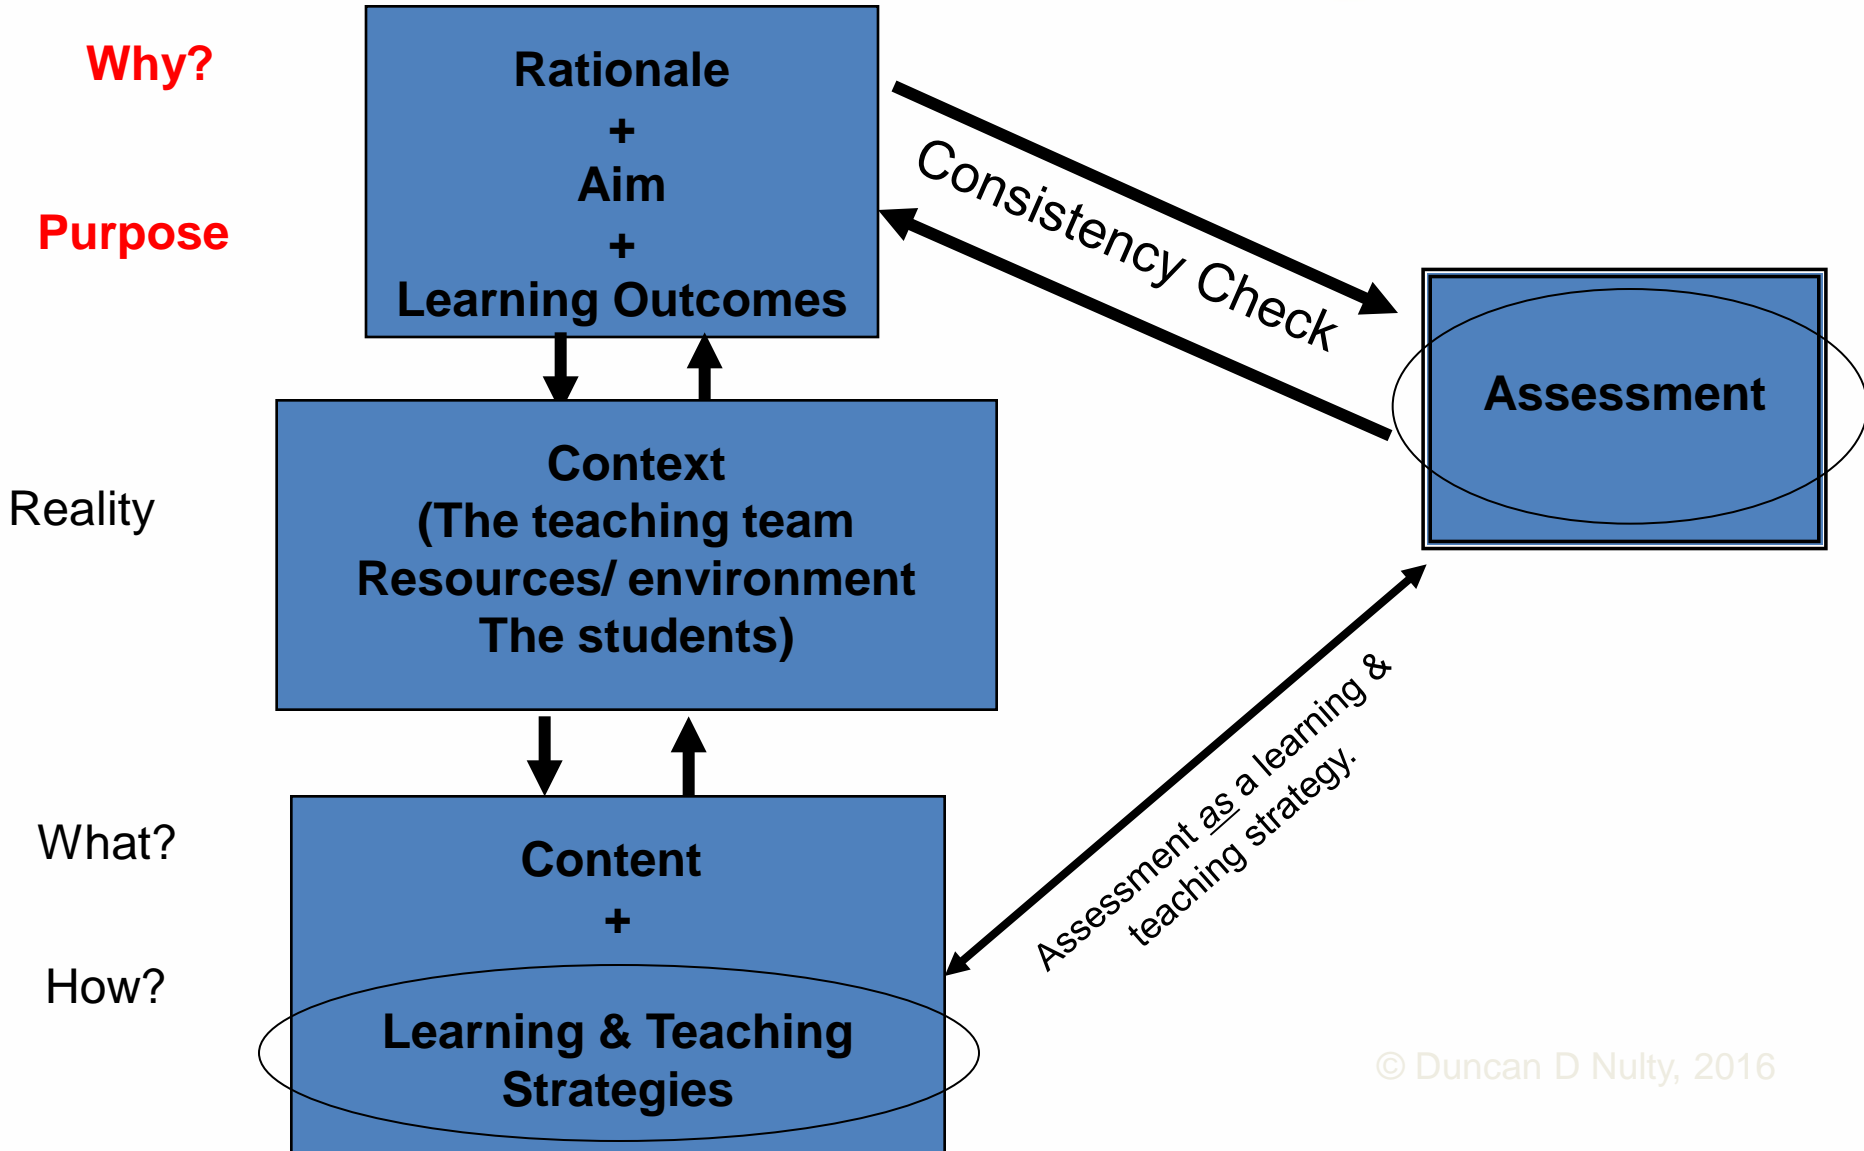 Why?
Rationale
+
Aim
+
Learning Outcomes
Purpose
Consistency Check
Assessment
Reality
Context
(The teaching team
Resources/ environment
The students)
What?
Content
+
How?
Learning & Teaching
Strategies
Assessment as a learning &
teaching strategy.
© Duncan D Nulty, 2016